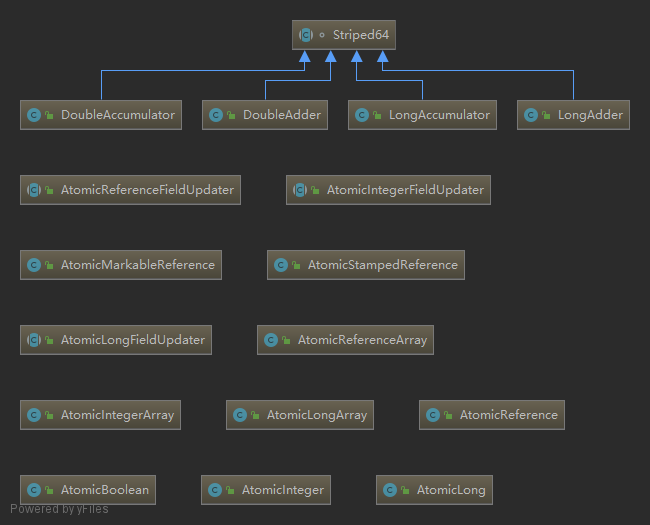 Striped64
DoubleAccumulator DoubleAdder LongAccumulator LongAdder
AtomicReferenceFieldUpdater AtomicIntegerFieldUpdater
AtomicMarkableReference AtomicStampedReference
AtomicLongFieldUpdater AtomicReferenceArray
AtomicIntegerArray AtomicLongArray AtomicReference
AtomicBoolean AtomicInteger AtomicLong
Powered by yFiles